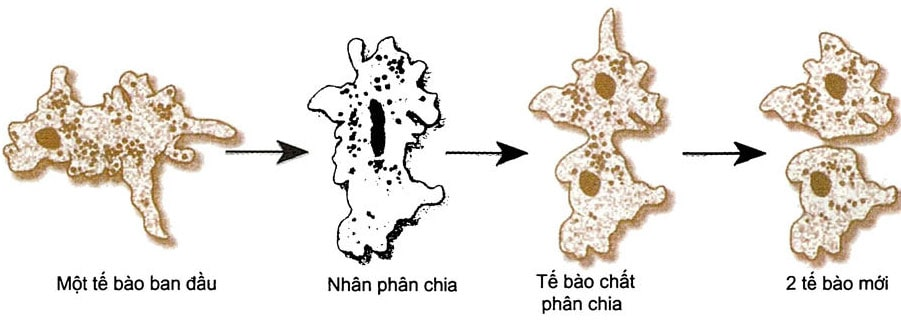 Một tế bào ban đầu
Nhân phân chia
Tế bào chất
phân chia
2 tế bào mới